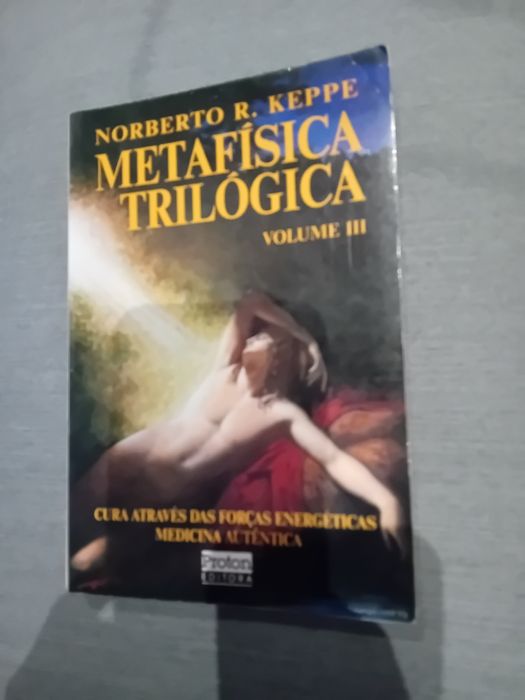 NORBERTO R. KEPPE
METAFÍSICA
TRILÓGICA
VOLUME III
CURA ATRAVÉS DAS FORÇAS ENERGÉTICAS
MEDICINA AUTÊNTICA
Proton
EDITORA